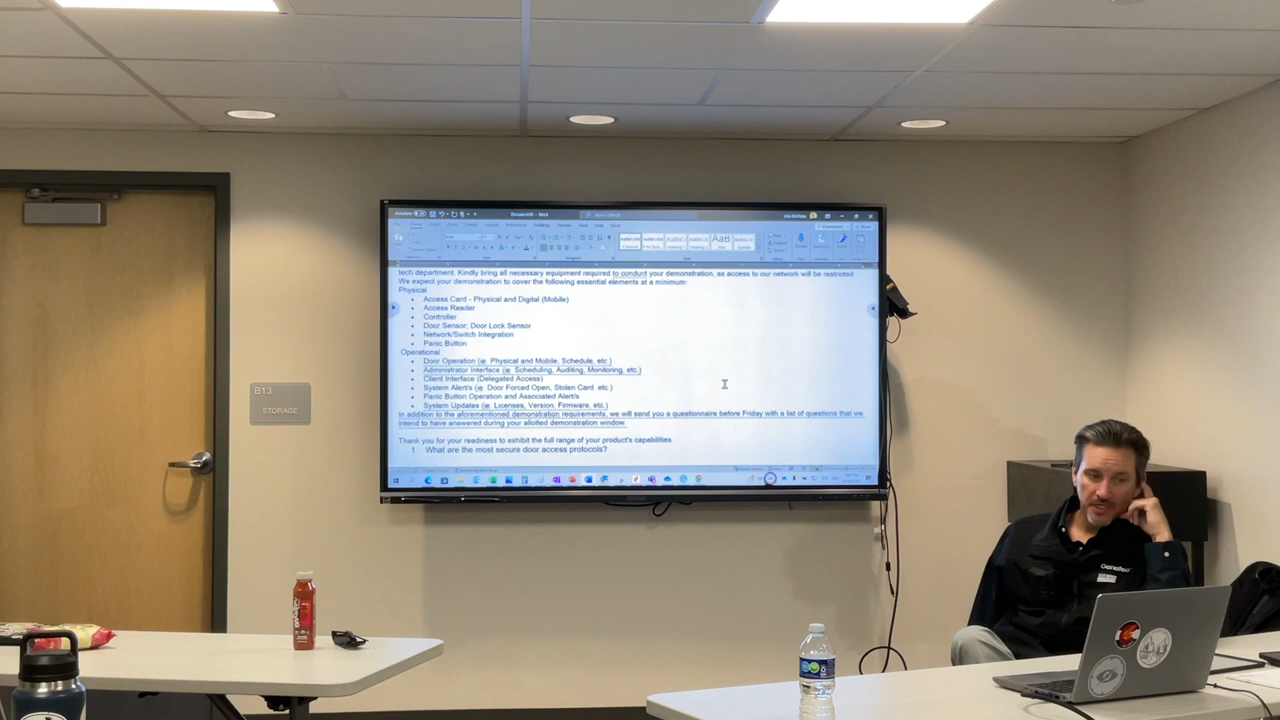 AutoSave
Document4 - Word
tech department. Kindly bring all necessary equipment required to conduct your demonstration, as access to our network will be restricted
We expect your demonstration to cover the following essential elements at a minimum:
Physical
• Access Card - Physical and Digital (Mobile)
• Access Reader
• Controller
• Door Sensor; Door Lock Sensor
• Network/Switch Integration
• Panic Button
Operational
• Door Operation (ie. Physical and Mobile, Schedule, etc.)
• Administrator Interface (ie. Scheduling, Auditing, Monitoring, etc.)
• Client Interface (Delegated Access)
• System Alert/s (ie. Door Forced Open, Stolen Card. etc.)
• Panic Button Operation and Associated Alert/s
• System Updates (ie. Licenses, Version, Firmware, etc.)
In addition to the aforementioned demonstration requirements, we will send you a questionnaire before Friday with a list of questions that we
intend to have answered during your allotted demonstration window
Thank you for your readiness to exhibit the full range of your product's capabilities
1 What are the most secure door access protocols?
B13
STORAGE
Genetec